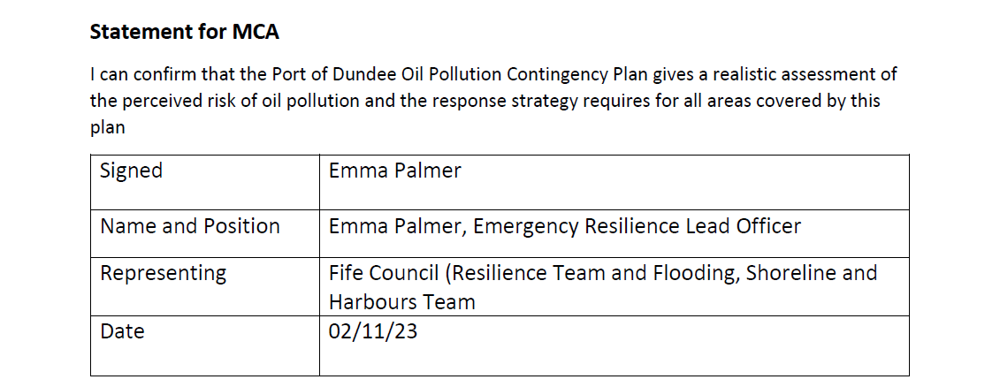 Statement for MCA
I can confirm that the Port of Dundee Oil Pollution Contingency Plan gives a realistic assessment of
the perceived risk of oil pollution and the response strategy requires for all areas covered by this
plan
Signed Emma Palmer
Name and Position Emma Palmer, Emergency Resilience Lead Officer
Representing Fife Council (Resilience Team and Flooding, Shoreline and
Harbours Team
Date 02/11/23